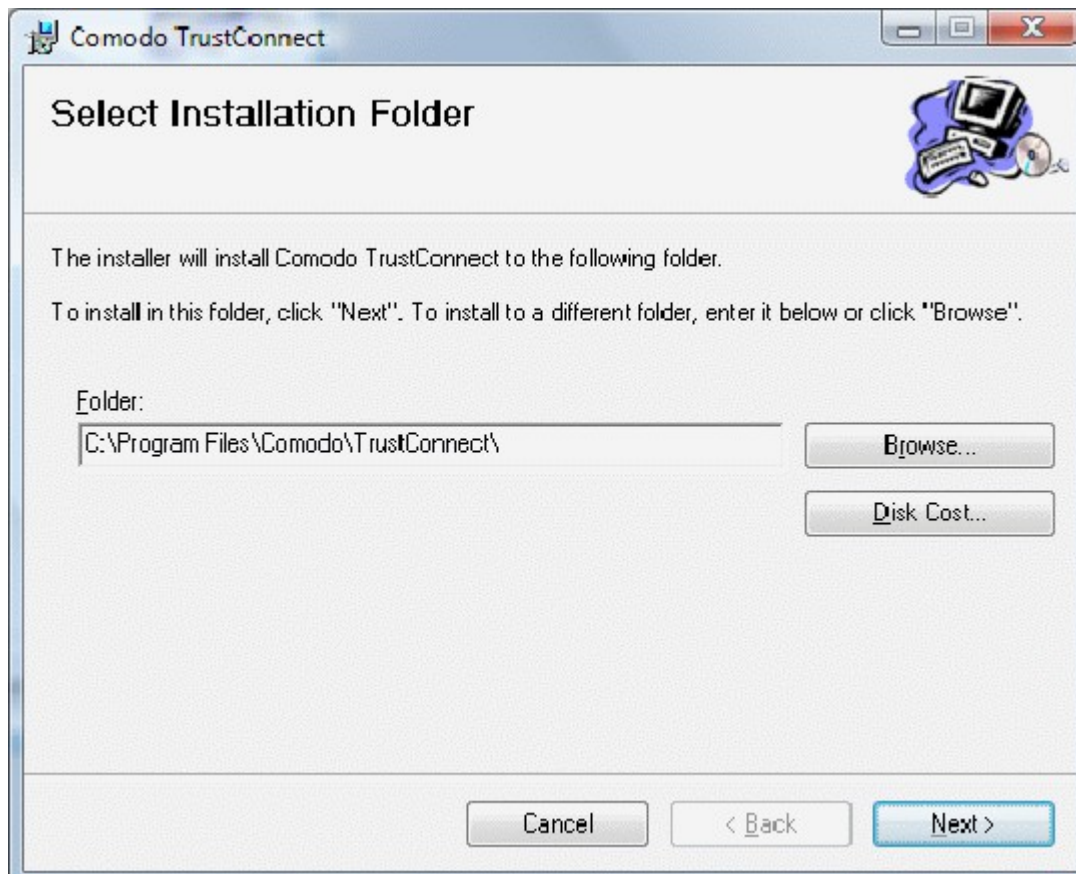 Comodo TrustConnect
Select Installation Folder
The installer will install Comodo TrustConnect to the following folder.
To install in this folder, click "Next". To install to a different folder, enter it below or click "Browse".
Folder:
C:\Program Files\Comodo\TrustConnect\
Browse...
Disk Cost...
Cancel
< Back
Next >